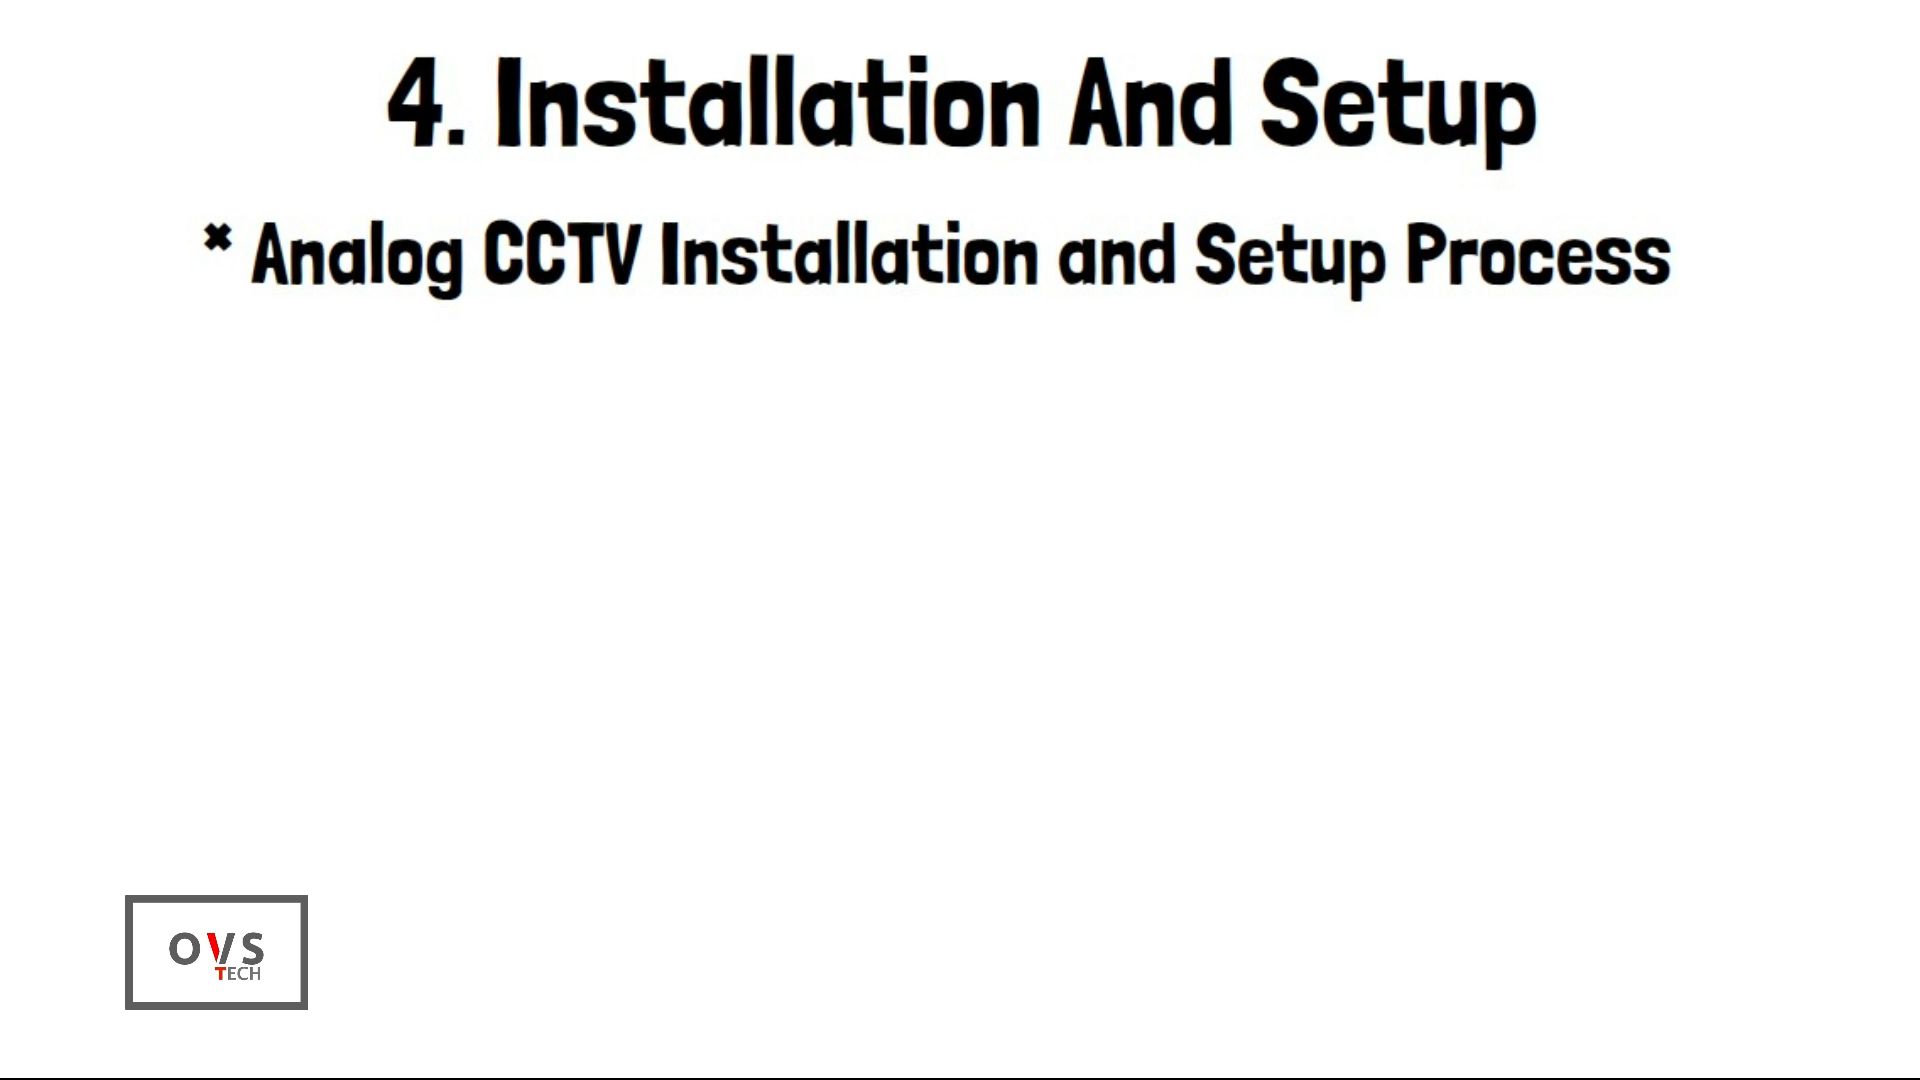 4. Installation And Setup
* Analog CCTV Installation and Setup Process
OVS
TECH